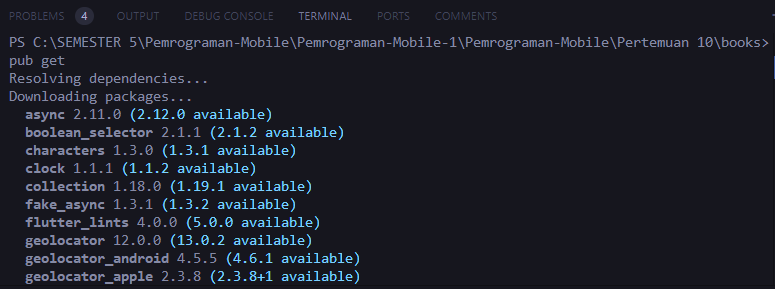 PROBLEMS 4 OUTPUT DEBUG CONSOLE TERMINAL PORTS COMMENTS
PS C:\SEMESTER 5\Pemrograman-Mobile\Pemrograman-Mobile-1\Pemrograman-Mobile\Pertemuan 10\books>
pub get
Resolving dependencies...
Downloading packages...
async 2.11.0 (2.12.0 available)
boolean_selector 2.1.1 (2.1.2 available)
characters 1.3.0 (1.3.1 available)
clock 1.1.1 (1.1.2 available)
collection 1.18.0 (1.19.1 available)
fake_async 1.3.1 (1.3.2 available)
flutter_lints 4.0.0 (5.0.0 available)
geolocator 12.0.0 (13.0.2 available)
geolocator_android 4.5.5 (4.6.1 available)
geolocator_apple 2.3.8 (2.3.8+1 available)